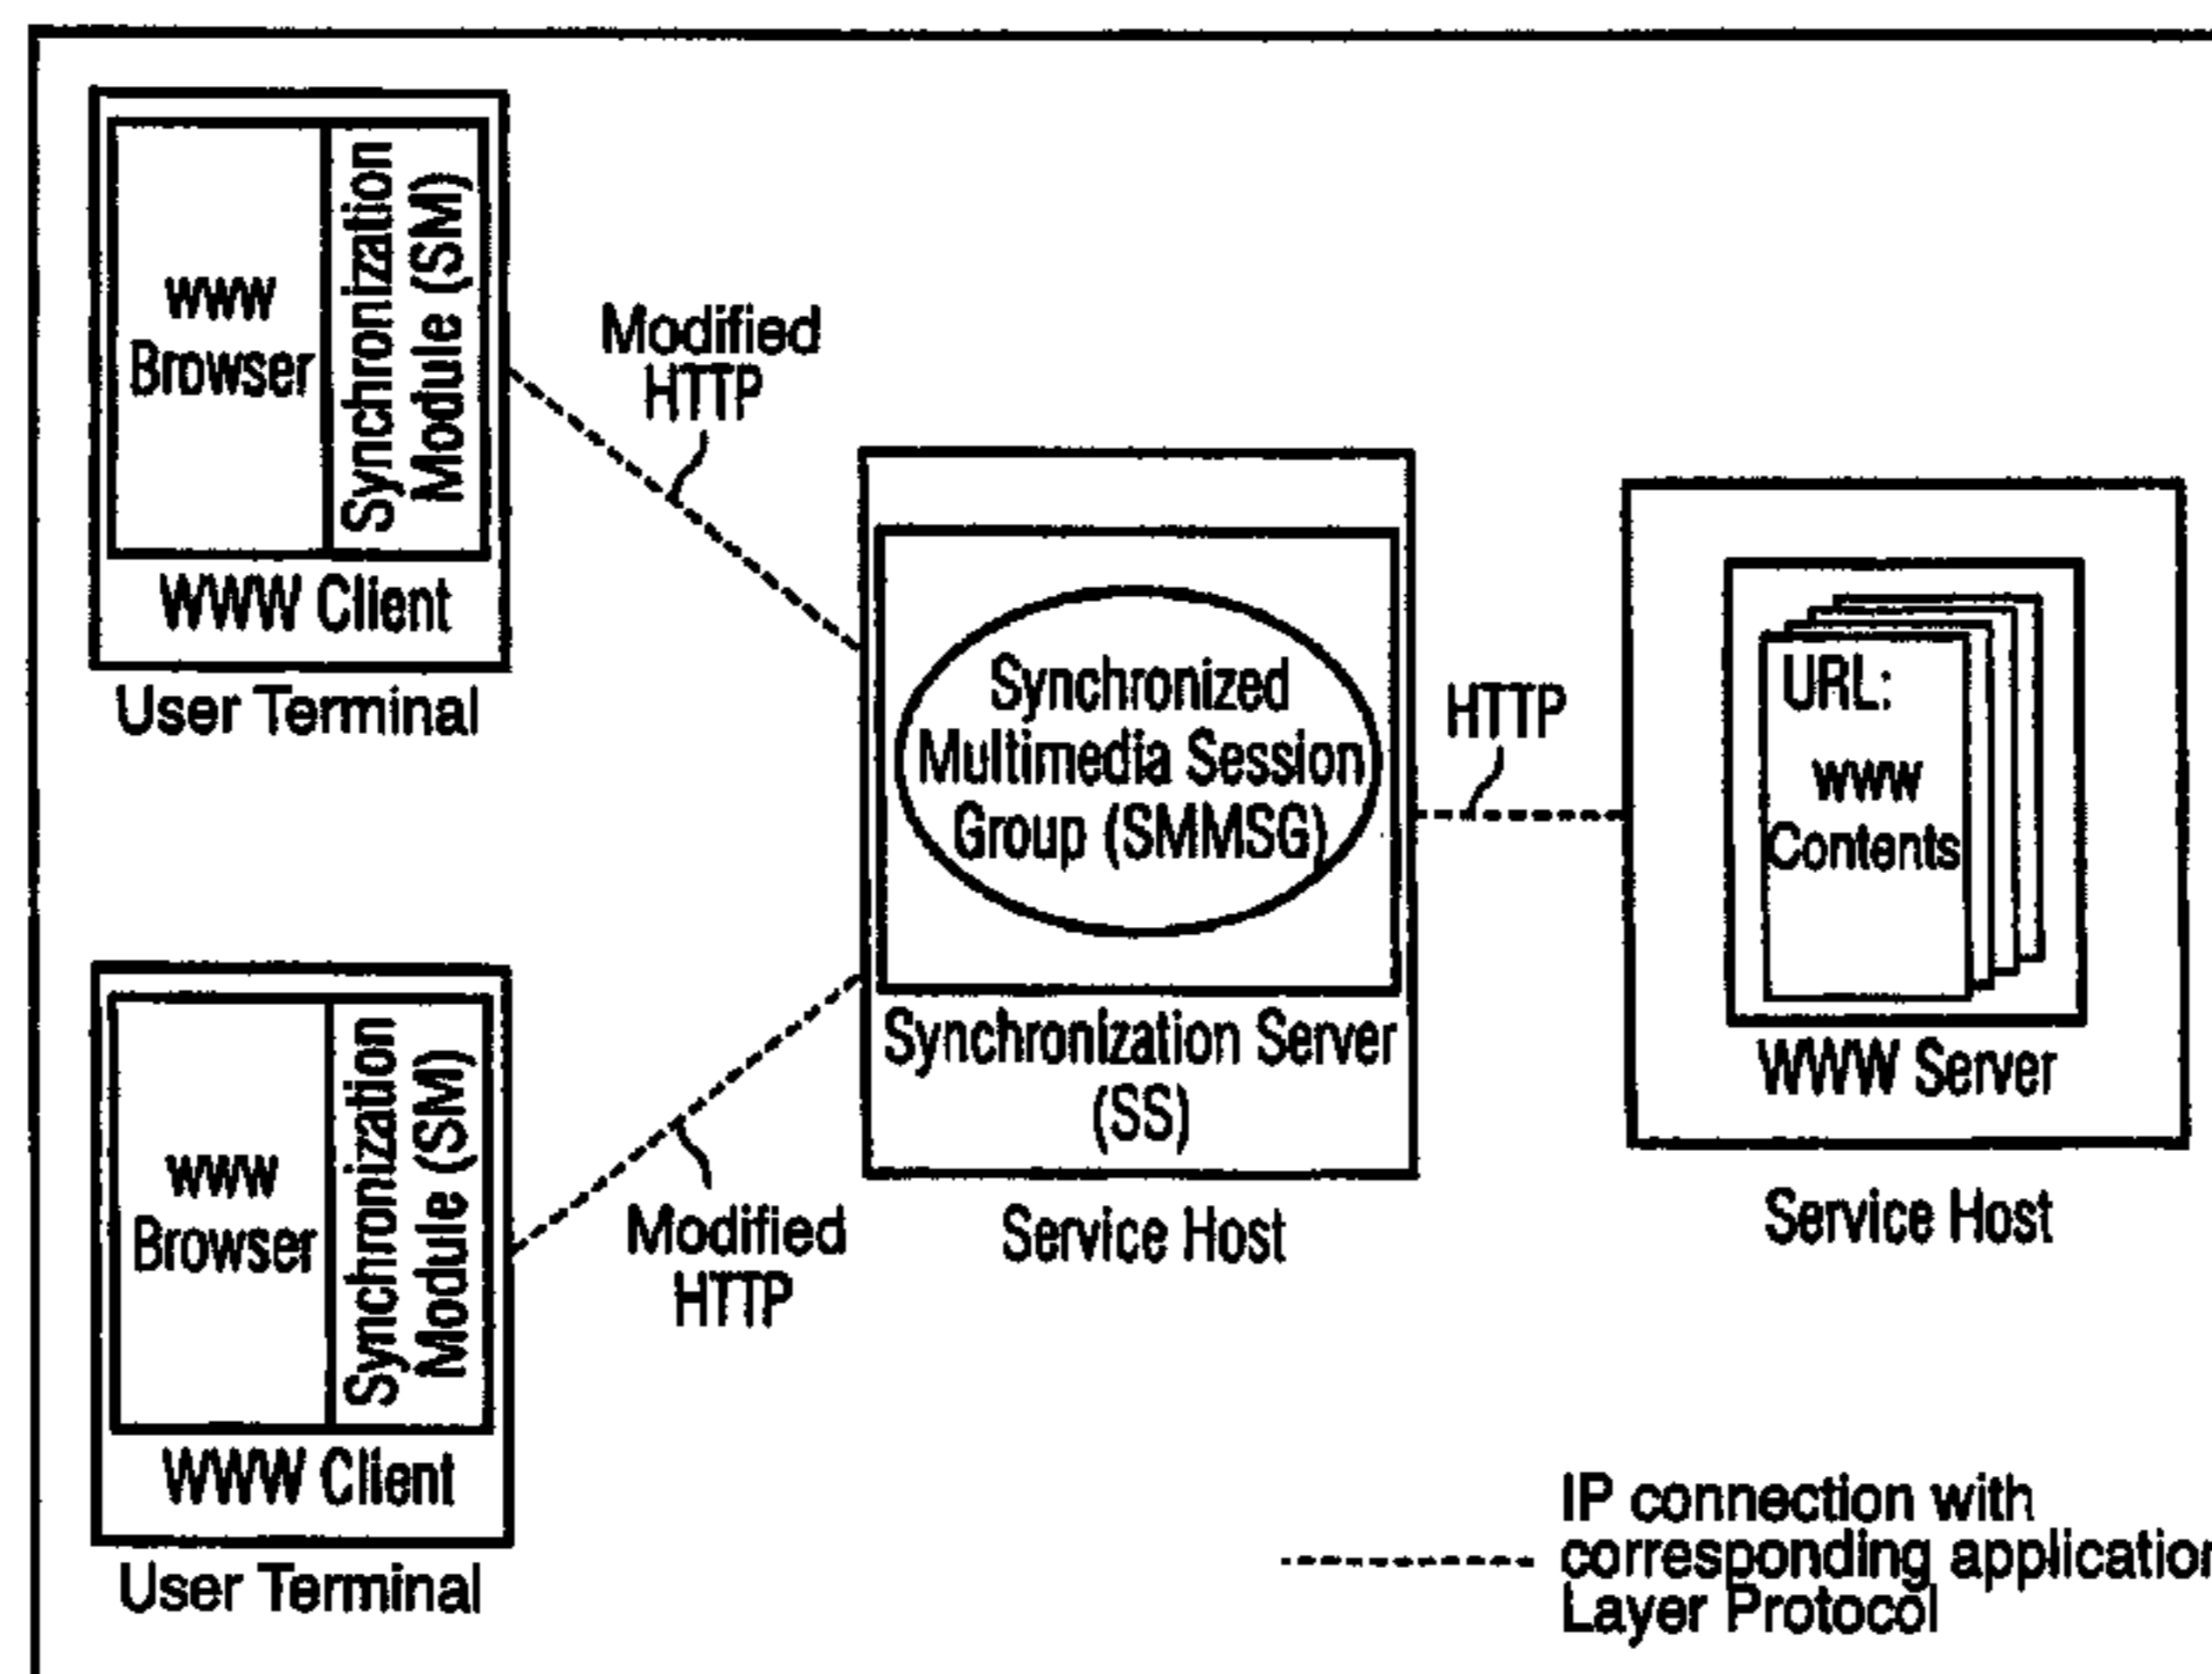 www
Browser
Synchronization
Module (SM)
WWW Client
User Terminal
Modified
HTTP
Synchronized
Multimedia Session
Group (SMMSG)
Synchronization Server
(SS)
Service Host
HTTP
URL:
www
Contents
WWW Server
Service Host
www
Browser
Synchronization
Module (SM)
WWW Client
User Terminal
Modified
HTTP
IP connection with
corresponding application
Layer Protocol